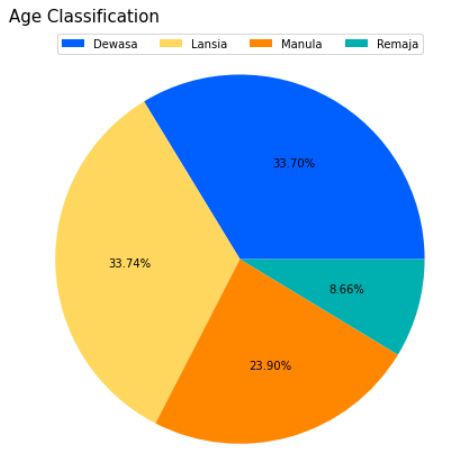 Age Classification
Dewasa Lansia Manula Remaja
33.70%
33.74%
8.66%
23.90%